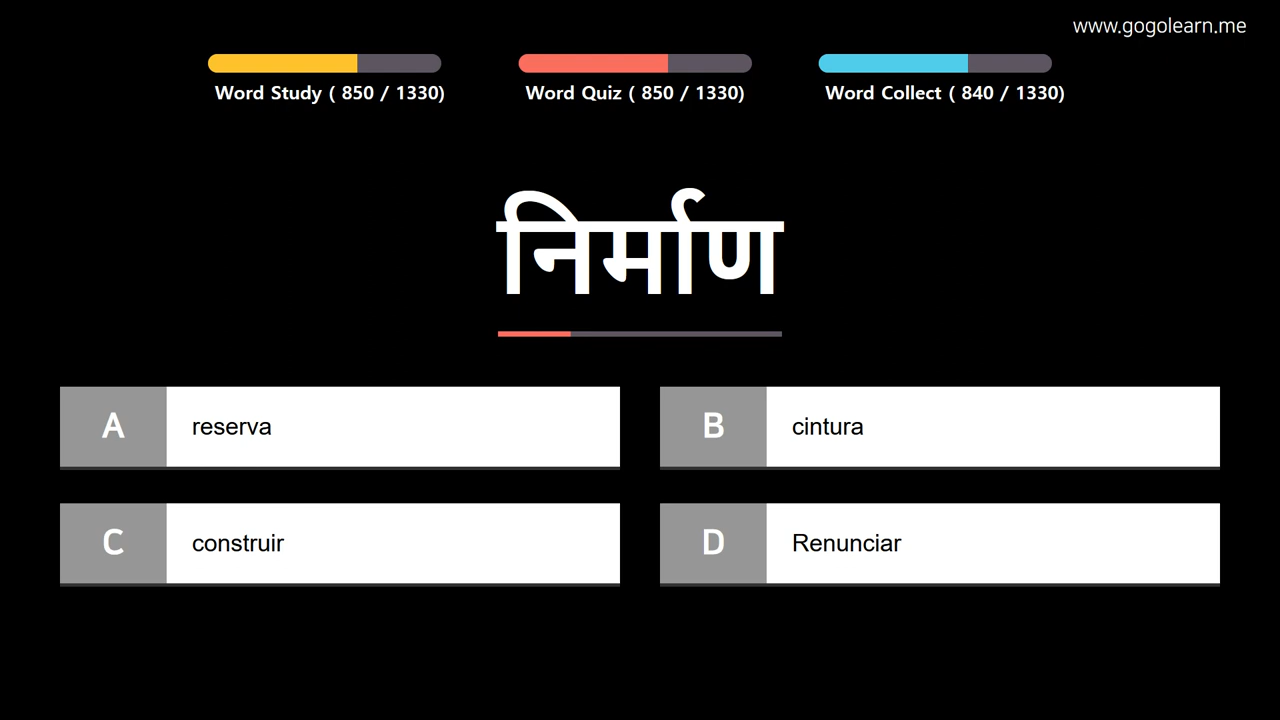 www.gogolearn.me
Word Study ( 850 / 1330)
Word Quiz ( 850 / 1330)
Word Collect ( 840 / 1330)
निर्माण
A
reserva
B
cintura
C
construir
D
Renunciar